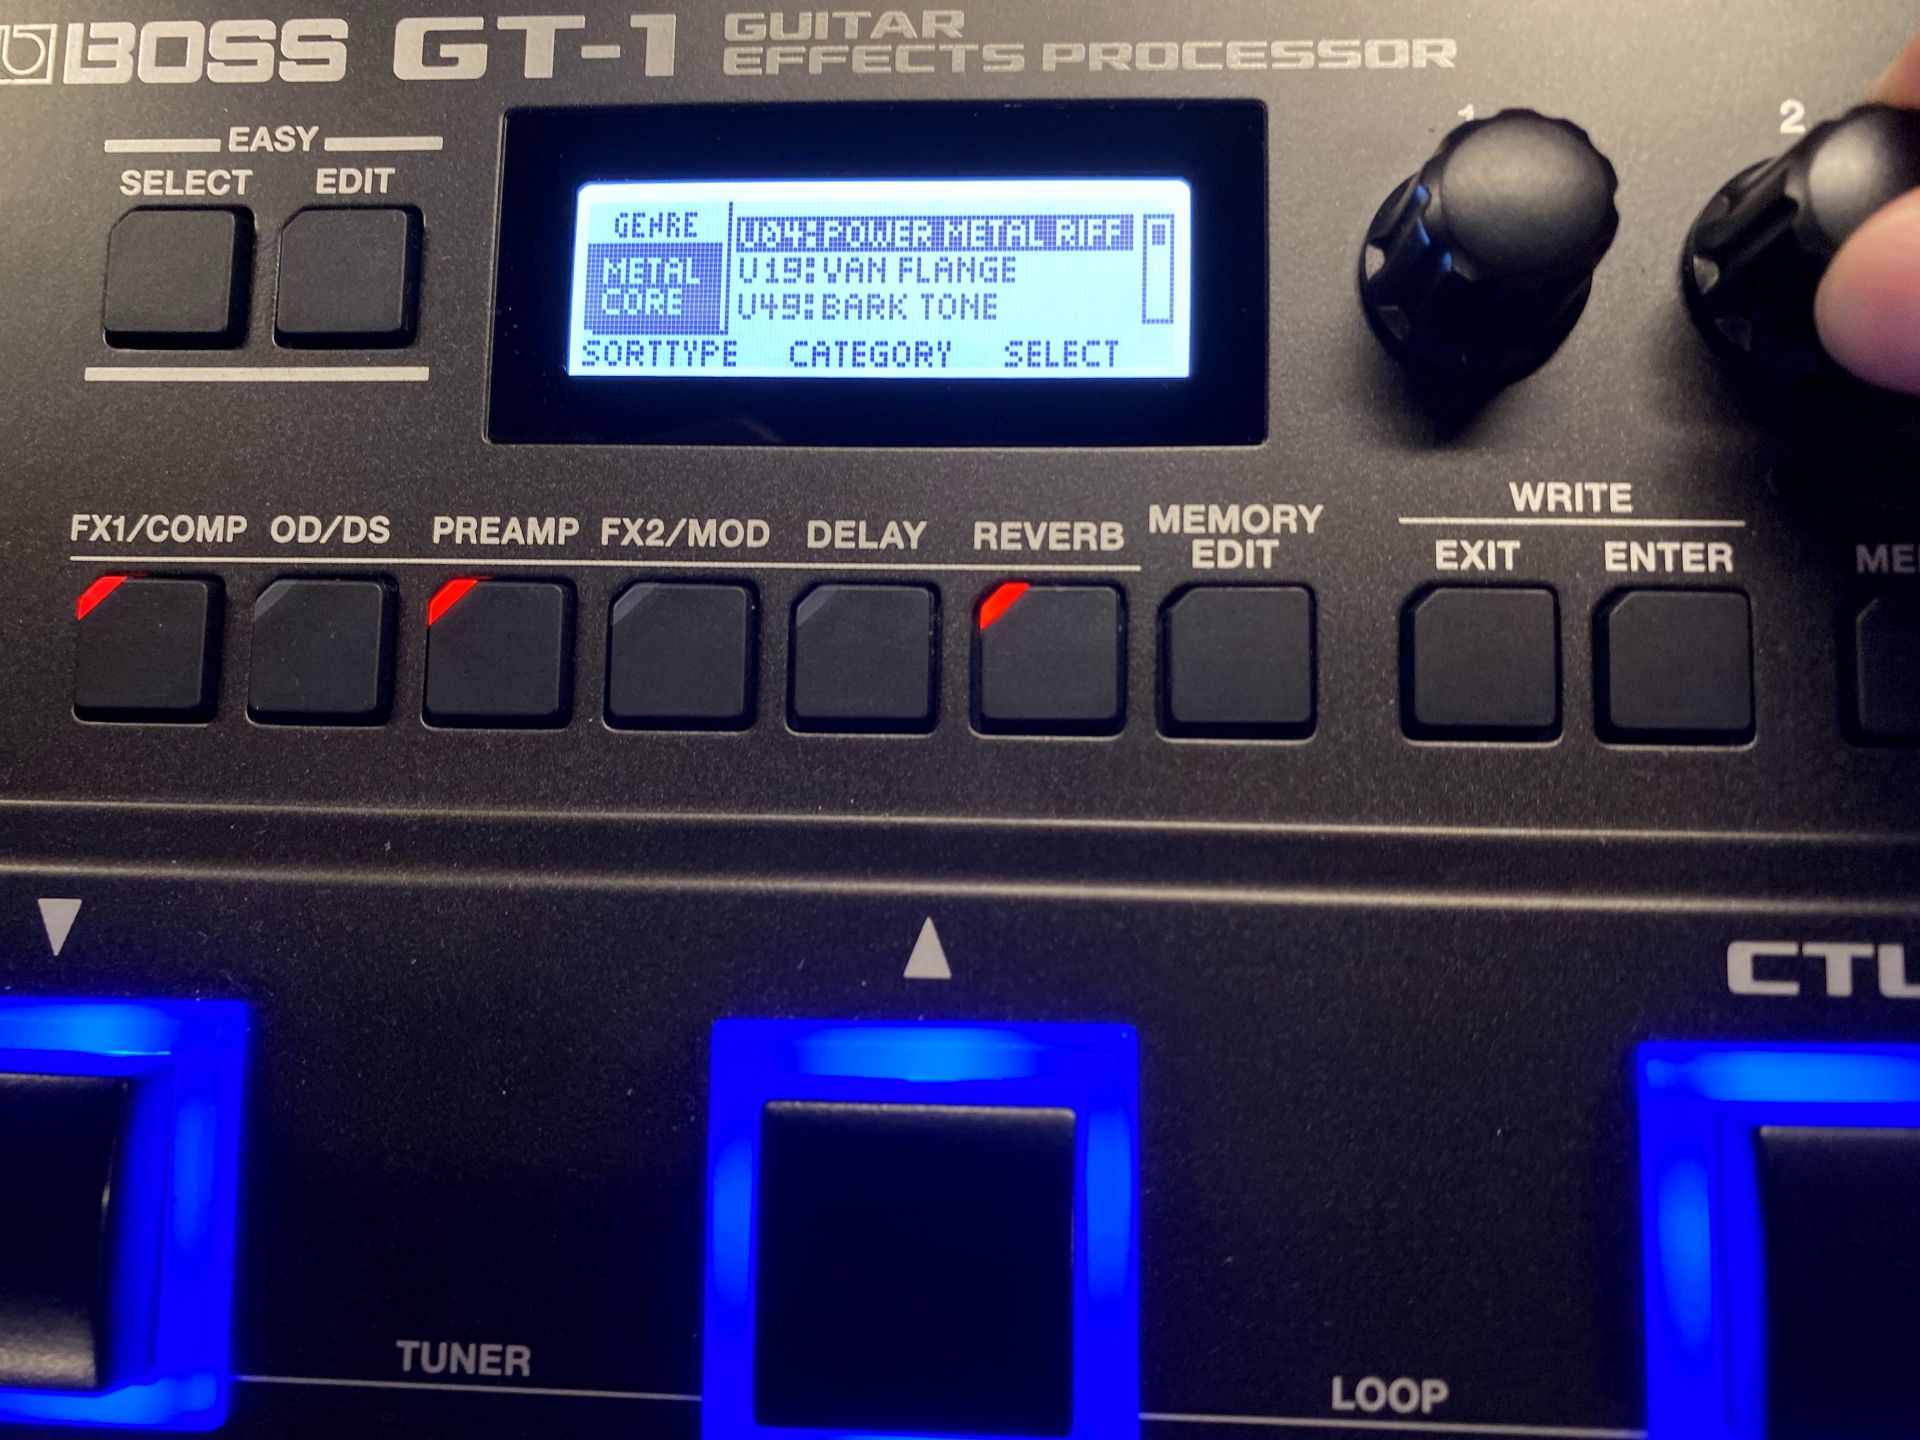 BOSS GT-1 GUITAR
EFFECTS PROCESSOR
EASY
SELECT EDIT
1
2
GENRE
METAL
CORE
U04:POWER METAL RIFF
U19:VAN FLANGE
U49:BARK TONE
SORTTYPE CATEGORY SELECT
FX1/COMP OD/DS PREAMP FX2/MOD DELAY REVERB
MEMORY
EDIT
WRITE
EXIT ENTER
TUNER
LOOP